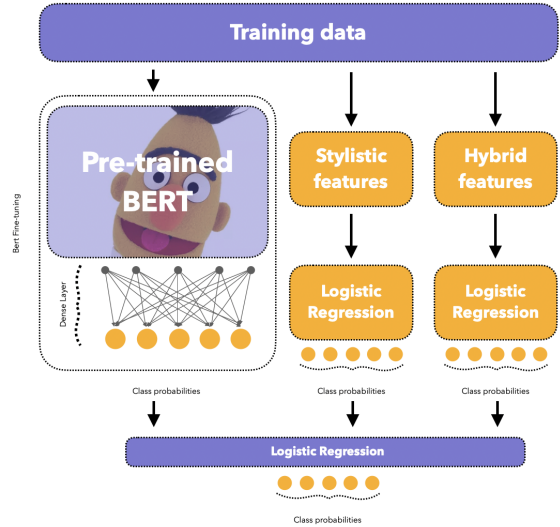 Training data
Pre-trained
BERT
Stylistic
features
Hybrid
features
Bert Fine-tuning
Dense Layer
Logistic
Regression
Logistic
Regression
Class probabilities
Class probabilities
Class probabilities
Logistic Regression
Class probabilities